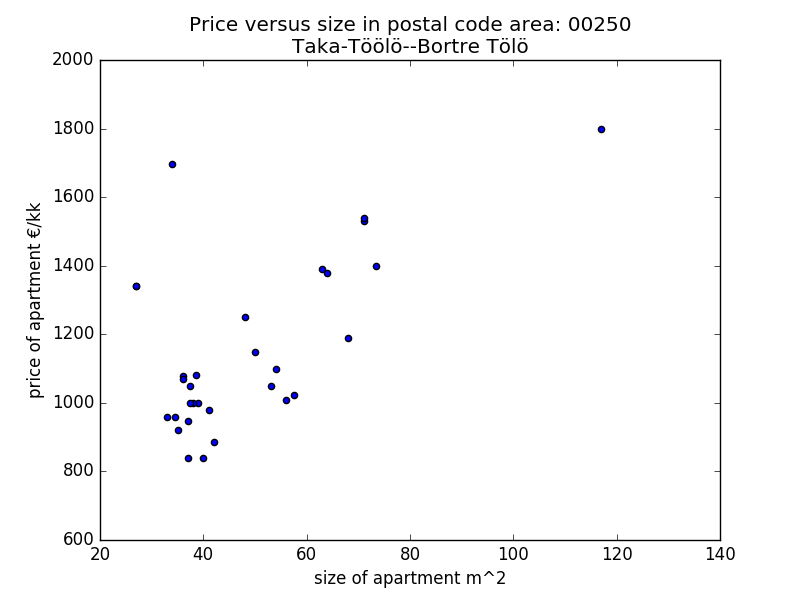 Price versus size in postal code area: 00250
Taka-Töölö--Bortre Tölö
2000
1800
1600
1400
1200
1000
800
600
price of apartment €/kk
20 40 60 80 100 120 140
size of apartment m^2